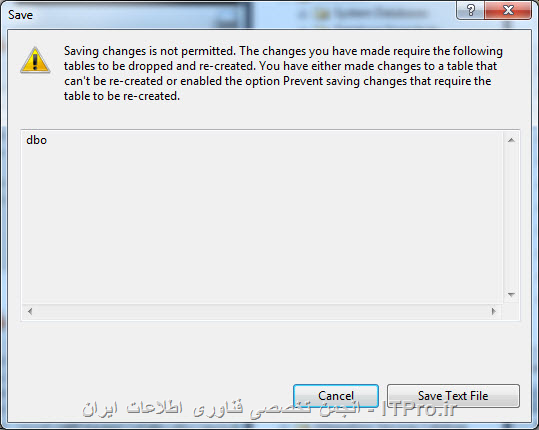 Save
System Databases
Saving changes is not permitted. The changes you have made require the following
tables to be dropped and re-created. You have either made changes to a table that
can't be re-created or enabled the option Prevent saving changes that require the
table to be re-created.
dbo
Cancel
Save Text File
ITPro.ir - انجمن تخصصی فناوری اطلاعات ایران